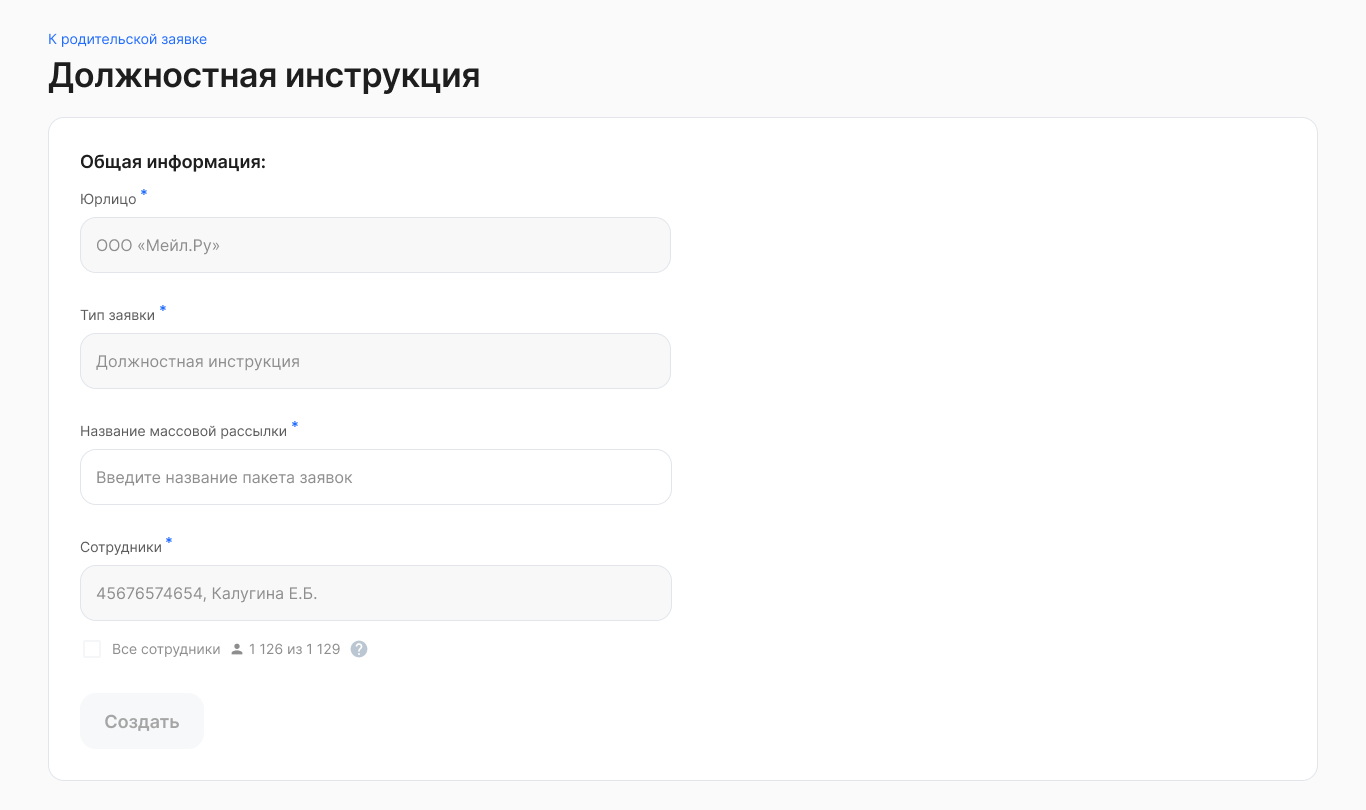 К родительской заявке
Должностная инструкция
Общая информация:
Юрлицо *
ООО «Мейл.Ру»
Тип заявки *
Должностная инструкция
Название массовой рассылки *
Введите название пакета заявок
Сотрудники *
45676574654, Калугина Е.Б.
Все сотрудники 1 126 из 1 129 ?
Создать